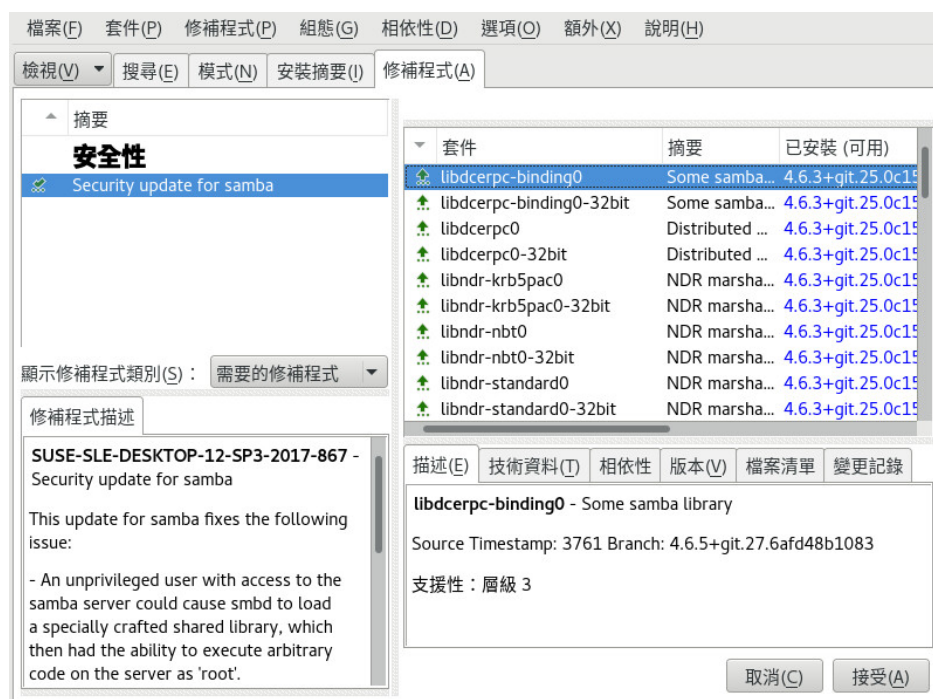 檔案(F) 套件(P) 修補程式(P) 組態(G) 相依性(D) 選項(O) 額外(X) 說明(H)
檢視(V) 搜尋(E) 模式(N) 安裝摘要(I) 修補程式(A)
摘要
安全性
Security update for samba
顯示修補程式類別(S)： 需要的修補程式
修補程式描述
SUSE-SLE-DESKTOP-12-SP3-2017-867 -
Security update for samba
This update for samba fixes the following
issue:
- An unprivileged user with access to the
samba server could cause smbd to load
a specially crafted shared library, which
then had the ability to execute arbitrary
code on the server as 'root'.
套件 摘要 已安裝 (可用)
libdcerpc-binding0 Some samba... 4.6.3+git.25.0c15
libdcerpc-binding0-32bit Some samba... 4.6.3+git.25.0c15
libdcerpc0 Distributed ... 4.6.3+git.25.0c15
libdcerpc0-32bit Distributed ... 4.6.3+git.25.0c15
libndr-krb5pac0 NDR marsha... 4.6.3+git.25.0c15
libndr-krb5pac0-32bit NDR marsha... 4.6.3+git.25.0c15
libndr-nbt0 NDR marsha... 4.6.3+git.25.0c15
libndr-nbt0-32bit NDR marsha... 4.6.3+git.25.0c15
libndr-standard0 NDR marsha... 4.6.3+git.25.0c15
libndr-standard0-32bit NDR marsha... 4.6.3+git.25.0c15
描述(E) 技術資料(T) 相依性 版本(V) 檔案清單 變更記錄
libdcerpc-binding0 - Some samba library
Source Timestamp: 3761 Branch: 4.6.5+git.27.6afd48b1083
支援性：層級 3
取消(C) 接受(A)